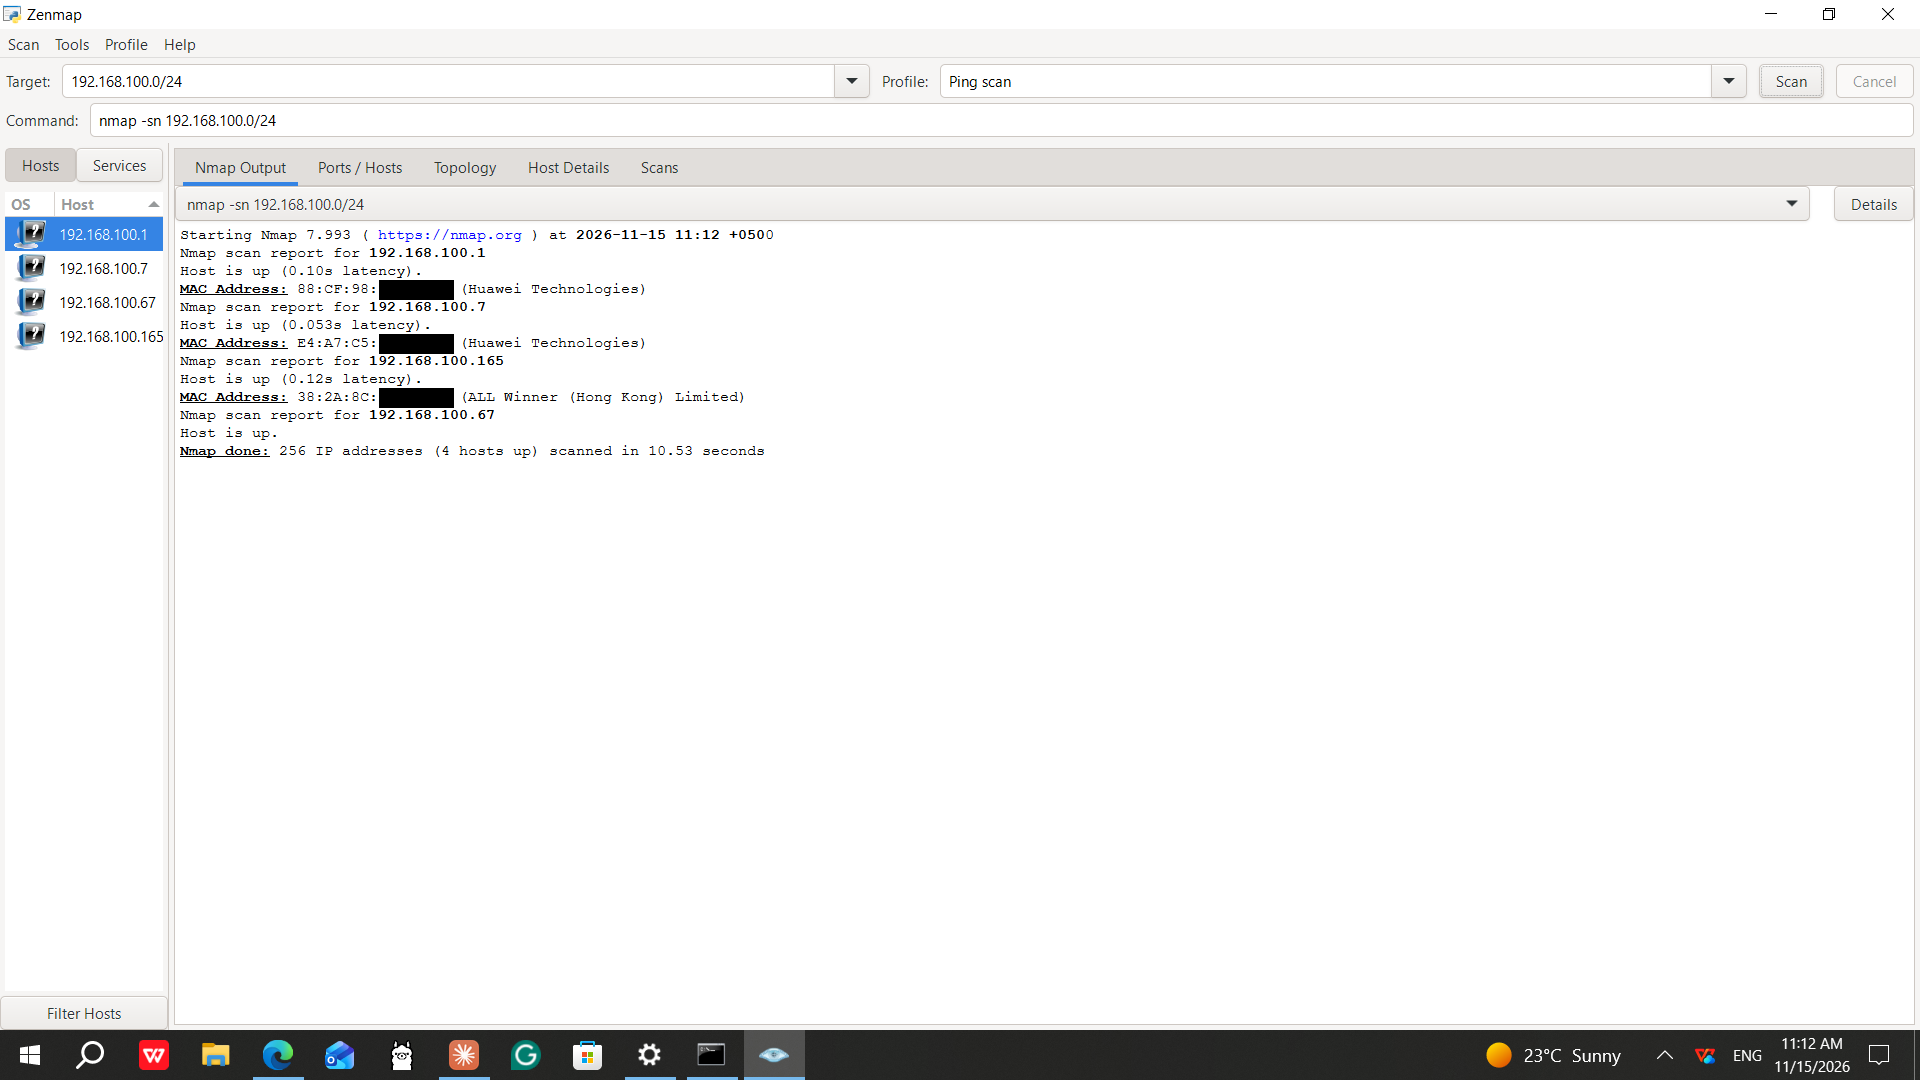 Zenmap
Scan Tools Profile Help
Target: 192.168.100.0/24 Profile: Ping scan Scan Cancel
Command: nmap -sn 192.168.100.0/24
Hosts Services
Nmap Output Ports / Hosts Topology Host Details Scans
OS Host
192.168.100.1
192.168.100.7
192.168.100.67
192.168.100.165
nmap -sn 192.168.100.0/24 Details
Starting Nmap 7.993 ( https://nmap.org ) at 2026-11-15 11:12 +0500
Nmap scan report for 192.168.100.1
Host is up (0.10s latency).
MAC Address: 88:CF:98: (Huawei Technologies)
Nmap scan report for 192.168.100.7
Host is up (0.053s latency).
MAC Address: E4:A7:C5: (Huawei Technologies)
Nmap scan report for 192.168.100.165
Host is up (0.12s latency).
MAC Address: 38:2A:8C: (ALL Winner (Hong Kong) Limited)
Nmap scan report for 192.168.100.67
Host is up.
Nmap done: 256 IP addresses (4 hosts up) scanned in 10.53 seconds
Filter Hosts
23°C Sunny
ENG
11:12 AM
11/15/2026